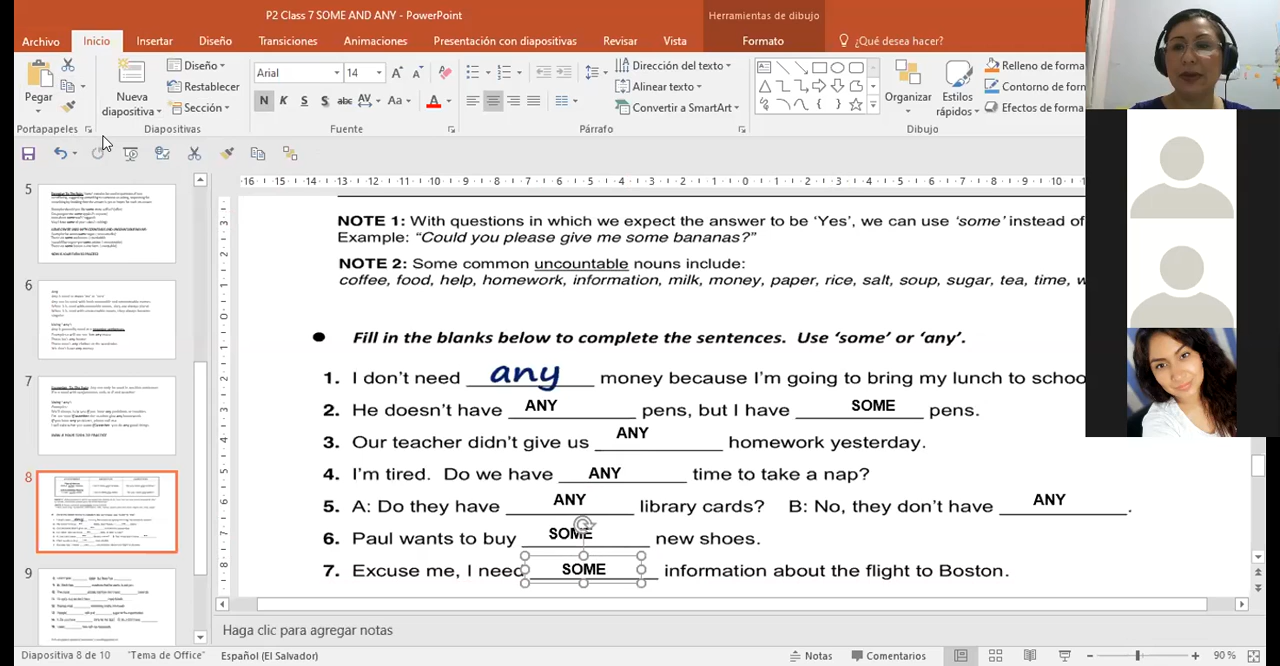 P2 Class 7 SOME AND ANY - PowerPoint
Herramientas de dibujo
Archivo Inicio Insertar Diseño Transiciones Animaciones Presentación con diapositivas Revisar Vista Formato ¿Qué desea hacer?
Pegar
Nueva diapositiva
Diseño
Restablecer
Sección
Arial 14
N K S S abc AV Aa A
Dirección del texto
Alinear texto
Convertir a SmartArt
Organizar
Estilos rápidos
Relleno de forma
Contorno de forma
Efectos de forma
Portapapeles Diapositivas Fuente Párrafo Dibujo
5
6
7
8
9
NOTE 1: When questions in which we expect the answer to be 'Yes', we can use 'some' instead of
Example: "Could you please give me some bananas?"
NOTE 2: Some common uncountable nouns include:
coffee, food, help, homework, information, milk, money, paper, rice, salt, soup, sugar, tea, time, w
Fill in the blanks below to complete the sentences. Use 'some' or 'any'.
1. I don't need any money because I'm going to bring my lunch to schoo
2. He doesn't have ANY pens, but I have SOME pens.
3. Our teacher didn't give us ANY homework yesterday.
4. I'm tired. Do we have ANY time to take a nap?
5. A: Do they have ANY library cards? B: No, they don't have ANY.
6. Paul wants to buy SOME new shoes.
7. Excuse me, I need SOME information about the flight to Boston.
Haga clic para agregar notas
Diapositiva 8 de 10 "Tema de Office" Español (El Salvador) Notas Comentarios 90 %